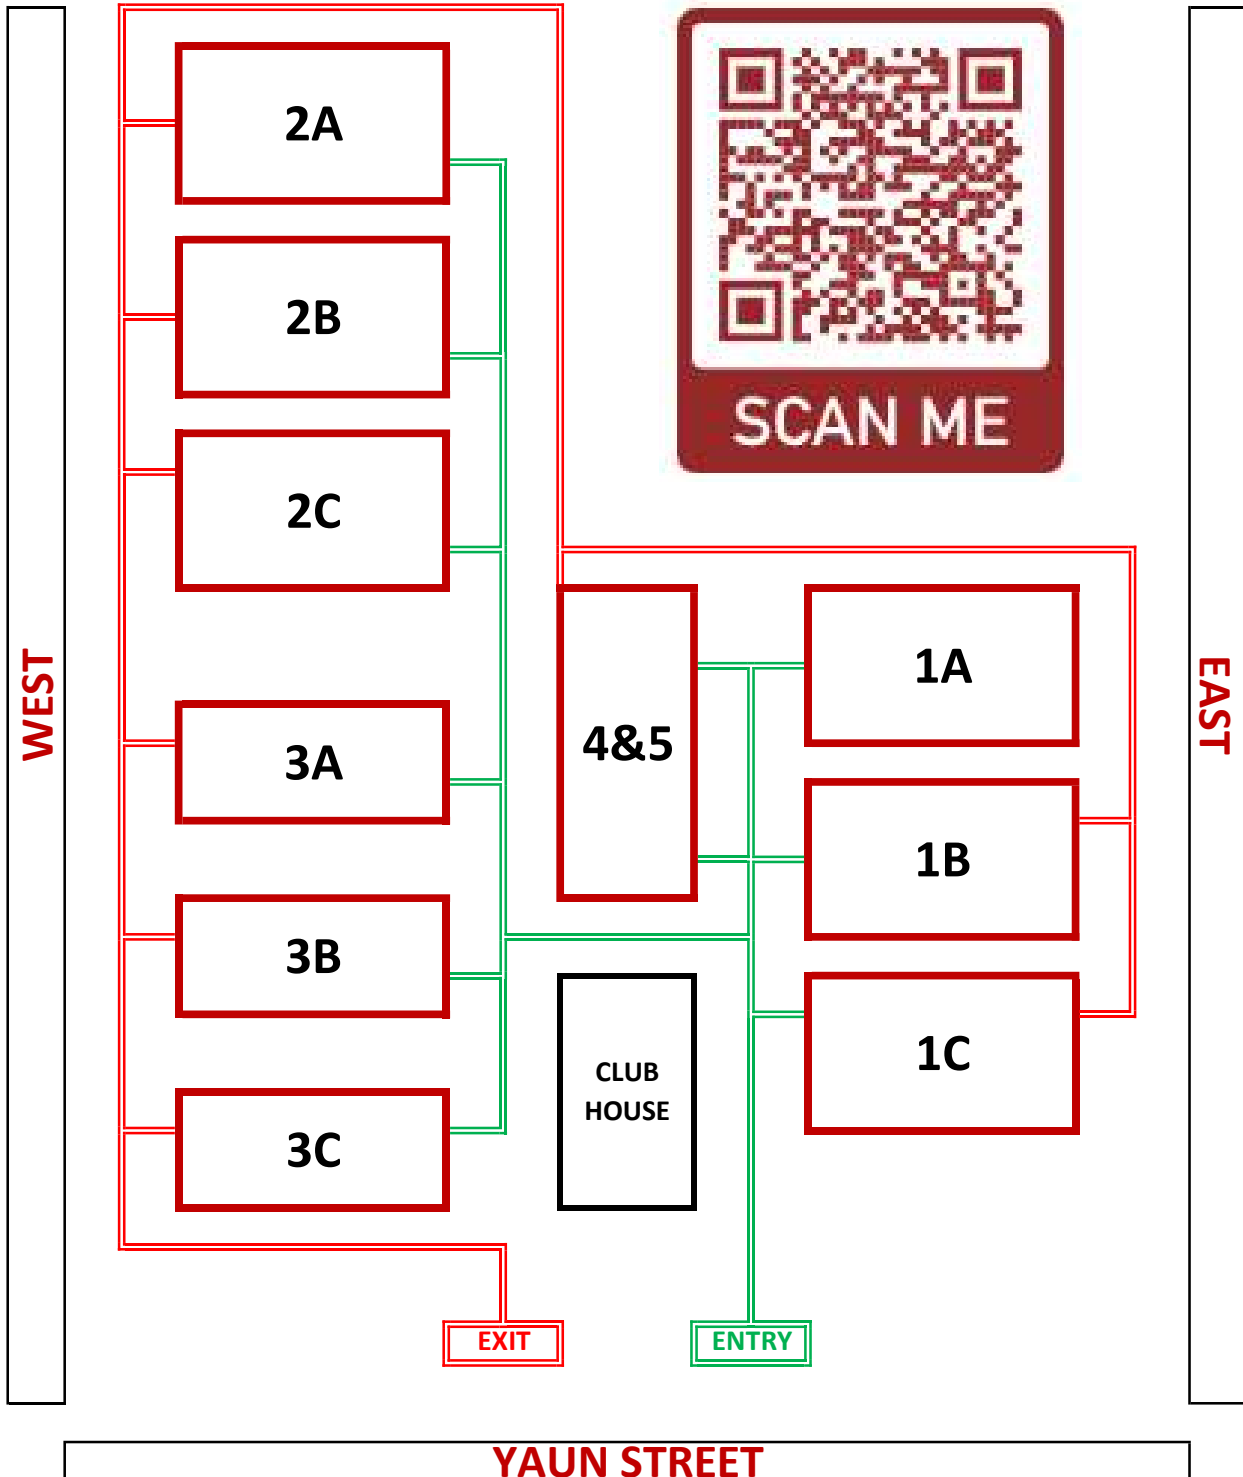 2A
2B
SCAN ME
2C
WEST
EAST
1A
4&5
3A
1B
3B
1C
CLUB
HOUSE
3C
EXIT
ENTRY
YAUN STREET